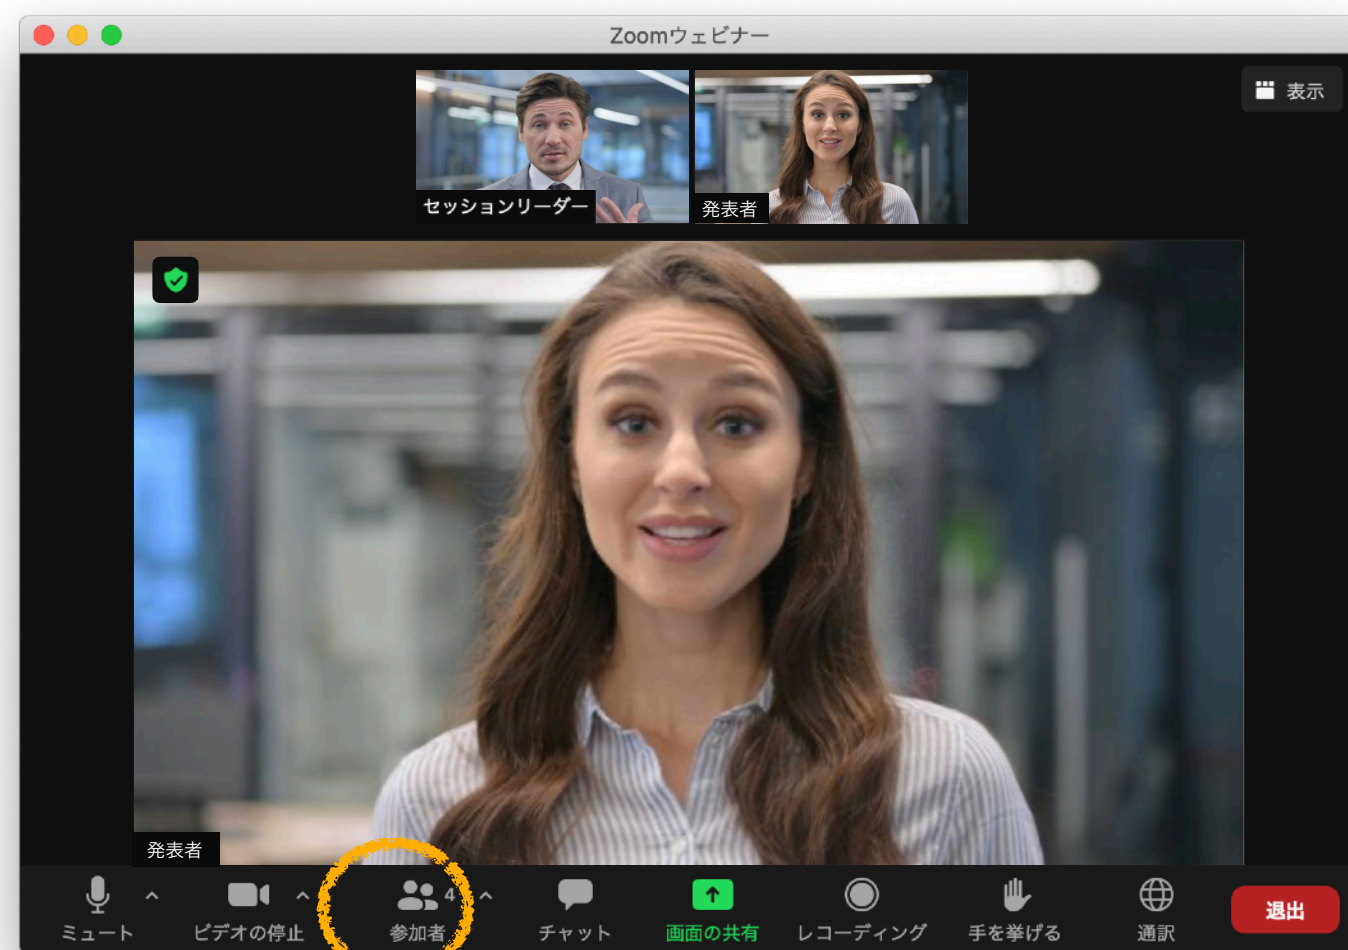 Zoomウェビナー
表示
セッションリーダー
発表者
発表者
4
ミュート
ビデオの停止
参加者
チャット
画面の共有
レコーディング
手を挙げる
通訳
退出